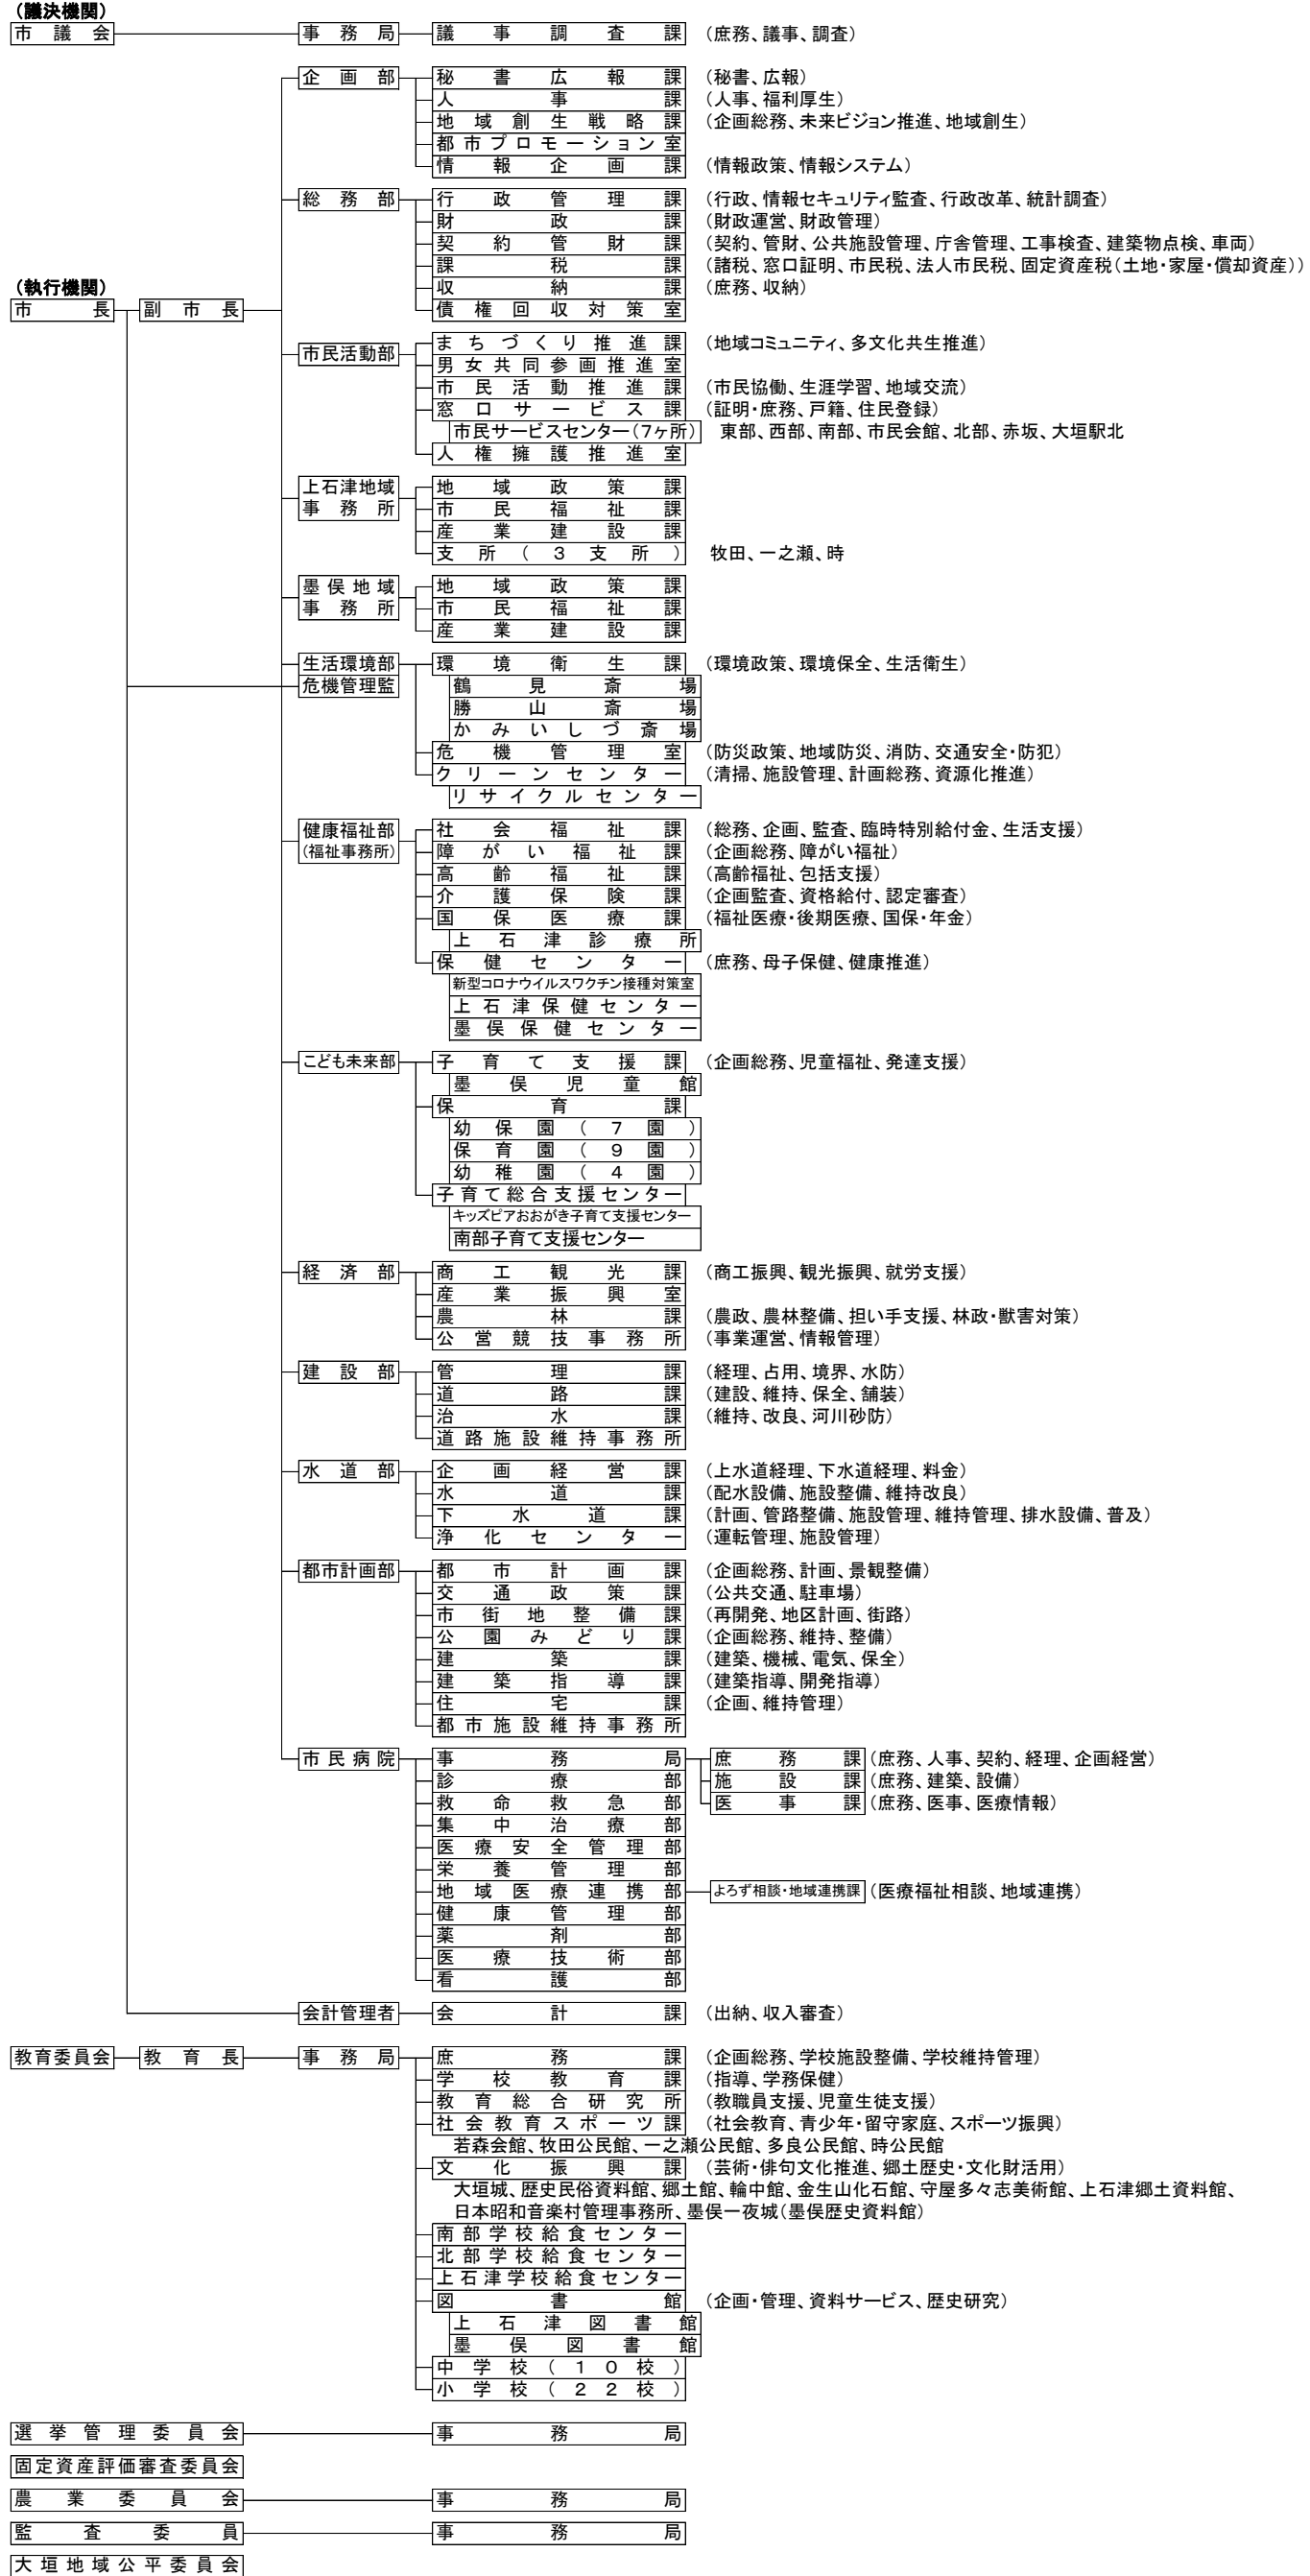 (議決機関)
市議会 事務局 議事調査課 (庶務、議事、調査)
企画部 秘書広報課 (秘書、広報)
人事課 (人事、福利厚生)
地域創生戦略課 (企画総務、未来ビジョン推進、地域創生)
都市プロモーション室
情報企画課 (情報政策、情報システム)
総務部 行政管理課 (行政、情報セキュリティ監査、行政改革、統計調査)
財政課 (財政運営、財政管理)
契約管財課 (契約、管財、公共施設管理、庁舎管理、工事検査、建築物点検、車両)
課税課 (諸税、窓口証明、市民税、法人市民税、固定資産税(土地・家屋・償却資産))
(執行機関) 収納課 (庶務、収納)
市長 副市長 債権回収対策室
市民活動部 まちづくり推進課 (地域コミュニティ、多文化共生推進)
男女共同参画推進室
市民活動推進課 (市民協働、生涯学習、地域交流)
窓口サービス課 (証明・庶務、戸籍、住民登録)
市民サービスセンター(7ヶ所) 東部、西部、南部、市民会館、北部、赤坂、大垣駅北
人権擁護推進室
上石津地域事務所 地域政策課
市民福祉課
産業建設課
支所(3支所) 牧田、一之瀬、時
墨俣地域事務所 地域政策課
市民福祉課
産業建設課
生活環境部 環境衛生課 (環境政策、環境保全、生活衛生)
危機管理監 鶴見斎場
勝山斎場
かみいしづ斎場
危機管理室 (防災政策、地域防災、消防、交通安全・防犯)
クリーンセンター (清掃、施設管理、計画総務、資源化推進)
リサイクルセンター
健康福祉部 社会福祉課 (総務、企画、監査、臨時特別給付金、生活支援)
(福祉事務所) 障がい福祉課 (企画総務、障がい福祉)
高齢福祉課 (高齢福祉、包括支援)
介護保険課 (企画監査、資格給付、認定審査)
国保医療課 (福祉医療・後期医療、国保・年金)
上石津診療所
保健センター (庶務、母子保健、健康推進)
新型コロナウイルスワクチン接種対策室
上石津保健センター
墨俣保健センター
こども未来部 子育て支援課 (企画総務、児童福祉、発達支援)
墨俣児童館
保育課
幼保園(7園)
保育園(9園)
幼稚園(4園)
子育て総合支援センター
キッズピアおおがき子育て支援センター
南部子育て支援センター
経済部 商工観光課 (商工振興、観光振興、就労支援)
産業振興室
農林課 (農政、農林整備、担い手支援、林政・獣害対策)
公営競技事務所 (事業運営、情報管理)
建設部 管理課 (経理、占用、境界、水防)
道路課 (建設、維持、保全、舗装)
治水課 (維持、改良、河川砂防)
道路施設維持事務所
水道部 企画経営課 (上水道経理、下水道経理、料金)
水道課 (配水設備、施設整備、維持改良)
下水道課 (計画、管路整備、施設管理、維持管理、排水設備、普及)
浄化センター (運転管理、施設管理)
都市計画部 都市計画課 (企画総務、計画、景観整備)
交通政策課 (公共交通、駐車場)
市街地整備課 (再開発、地区計画、街路)
公園みどり課 (企画総務、維持、整備)
建築課 (建築、機械、電気、保全)
建築指導課 (建築指導、開発指導)
住宅課 (企画、維持管理)
都市施設維持事務所
市民病院 事務局 庶務課 (庶務、人事、契約、経理、企画経営)
診療部 施設課 (庶務、建築、設備)
救命救急部 医事課 (庶務、医事、医療情報)
集中治療部
医療安全管理部
栄養管理部
地域医療連携部 よろず相談・地域連携課 (医療福祉相談、地域連携)
健康管理部
薬剤部
医療技術部
看護部
会計管理者 会計課 (出納、収入審査)
教育委員会 教育長 事務局 庶務課 (企画総務、学校施設整備、学校維持管理)
学校教育課 (指導、学務保健)
教育総合研究所 (教職員支援、児童生徒支援)
社会教育スポーツ課 (社会教育、青少年・留守家庭、スポーツ振興)
若森会館、牧田公民館、一之瀬公民館、多良公民館、時公民館
文化振興課 (芸術・俳句文化推進、郷土歴史・文化財活用)
大垣城、歴史民俗資料館、郷土館、輪中館、金生山化石館、守屋多々志美術館、上石津郷土資料館、
日本昭和音楽村管理事務所、墨俣一夜城(墨俣歴史資料館)
南部学校給食センター
北部学校給食センター
上石津学校給食センター
図書館 (企画・管理、資料サービス、歴史研究)
上石津図書館
墨俣図書館
中学校(10校)
小学校(22校)
選挙管理委員会 事務局
固定資産評価審査委員会
農業委員会 事務局
監査委員 事務局
大垣地域公平委員会